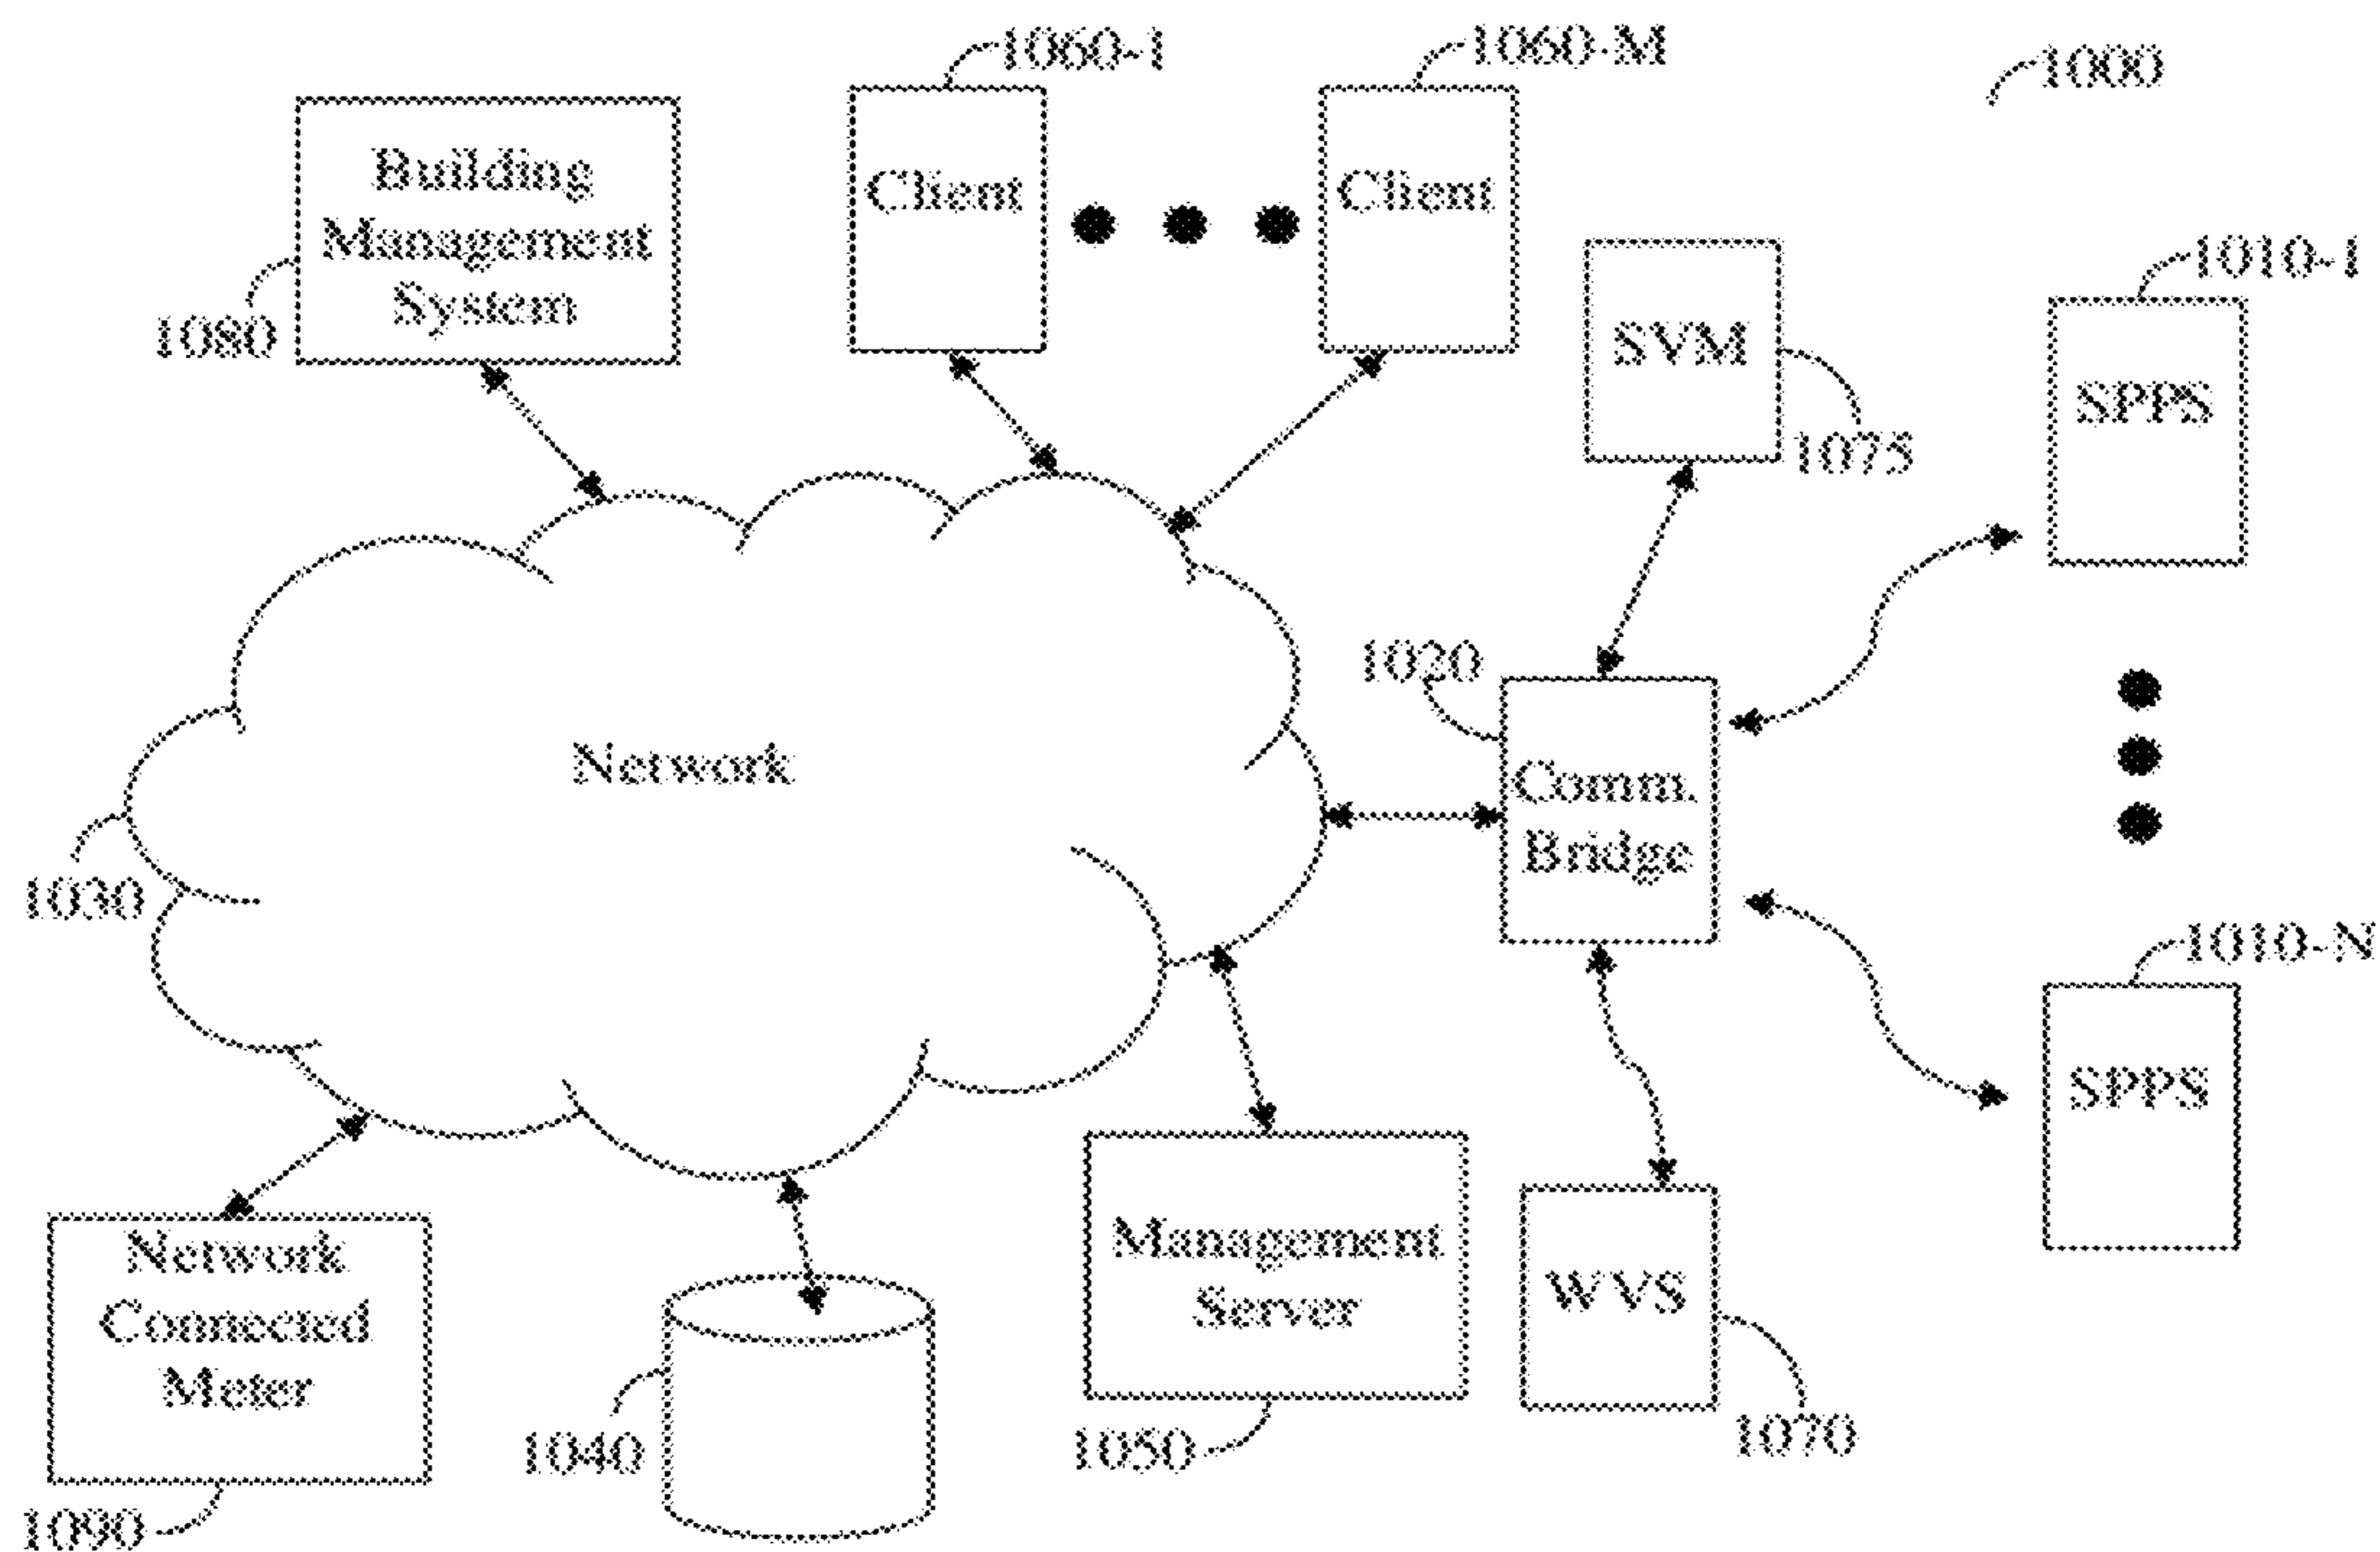 1060-1
1060-M
1000
Building
Management
System
1080
Client
Client
SVM
1075
1010-1
SPPS
Network
1030
1020
Comm.
Bridge
1010-N
SPPS
Network
Connected
Meter
1090
1040
Management
Server
1050
WVS
1070